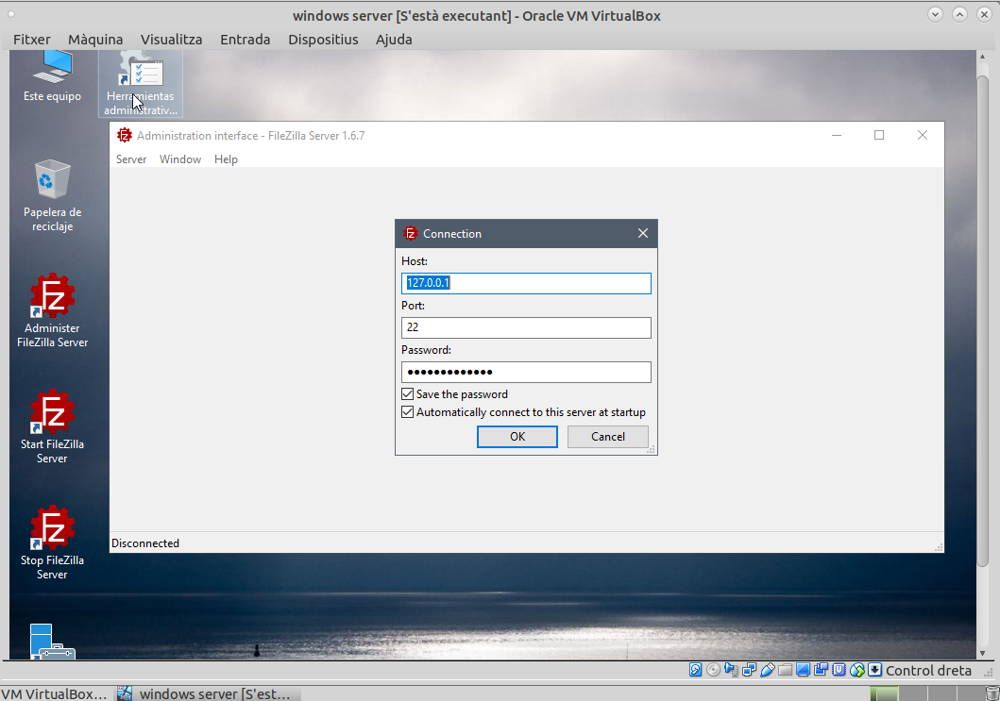 windows server [S'està executant] - Oracle VM VirtualBox
Fitxer Màquina Visualitza Entrada Dispositius Ajuda
Este equipo
Herramientas
administrativ...
Administration interface - FileZilla Server 1.6.7
Server Window Help
Papelera de
reciclaje
Connection
Host:
127.0.0.1
Port:
22
Password:
Save the password
Automatically connect to this server at startup
OK Cancel
Administer
FileZilla Server
Start FileZilla
Server
Stop FileZilla
Server
Disconnected
Control dreta
VM VirtualBox... windows server [S'est...